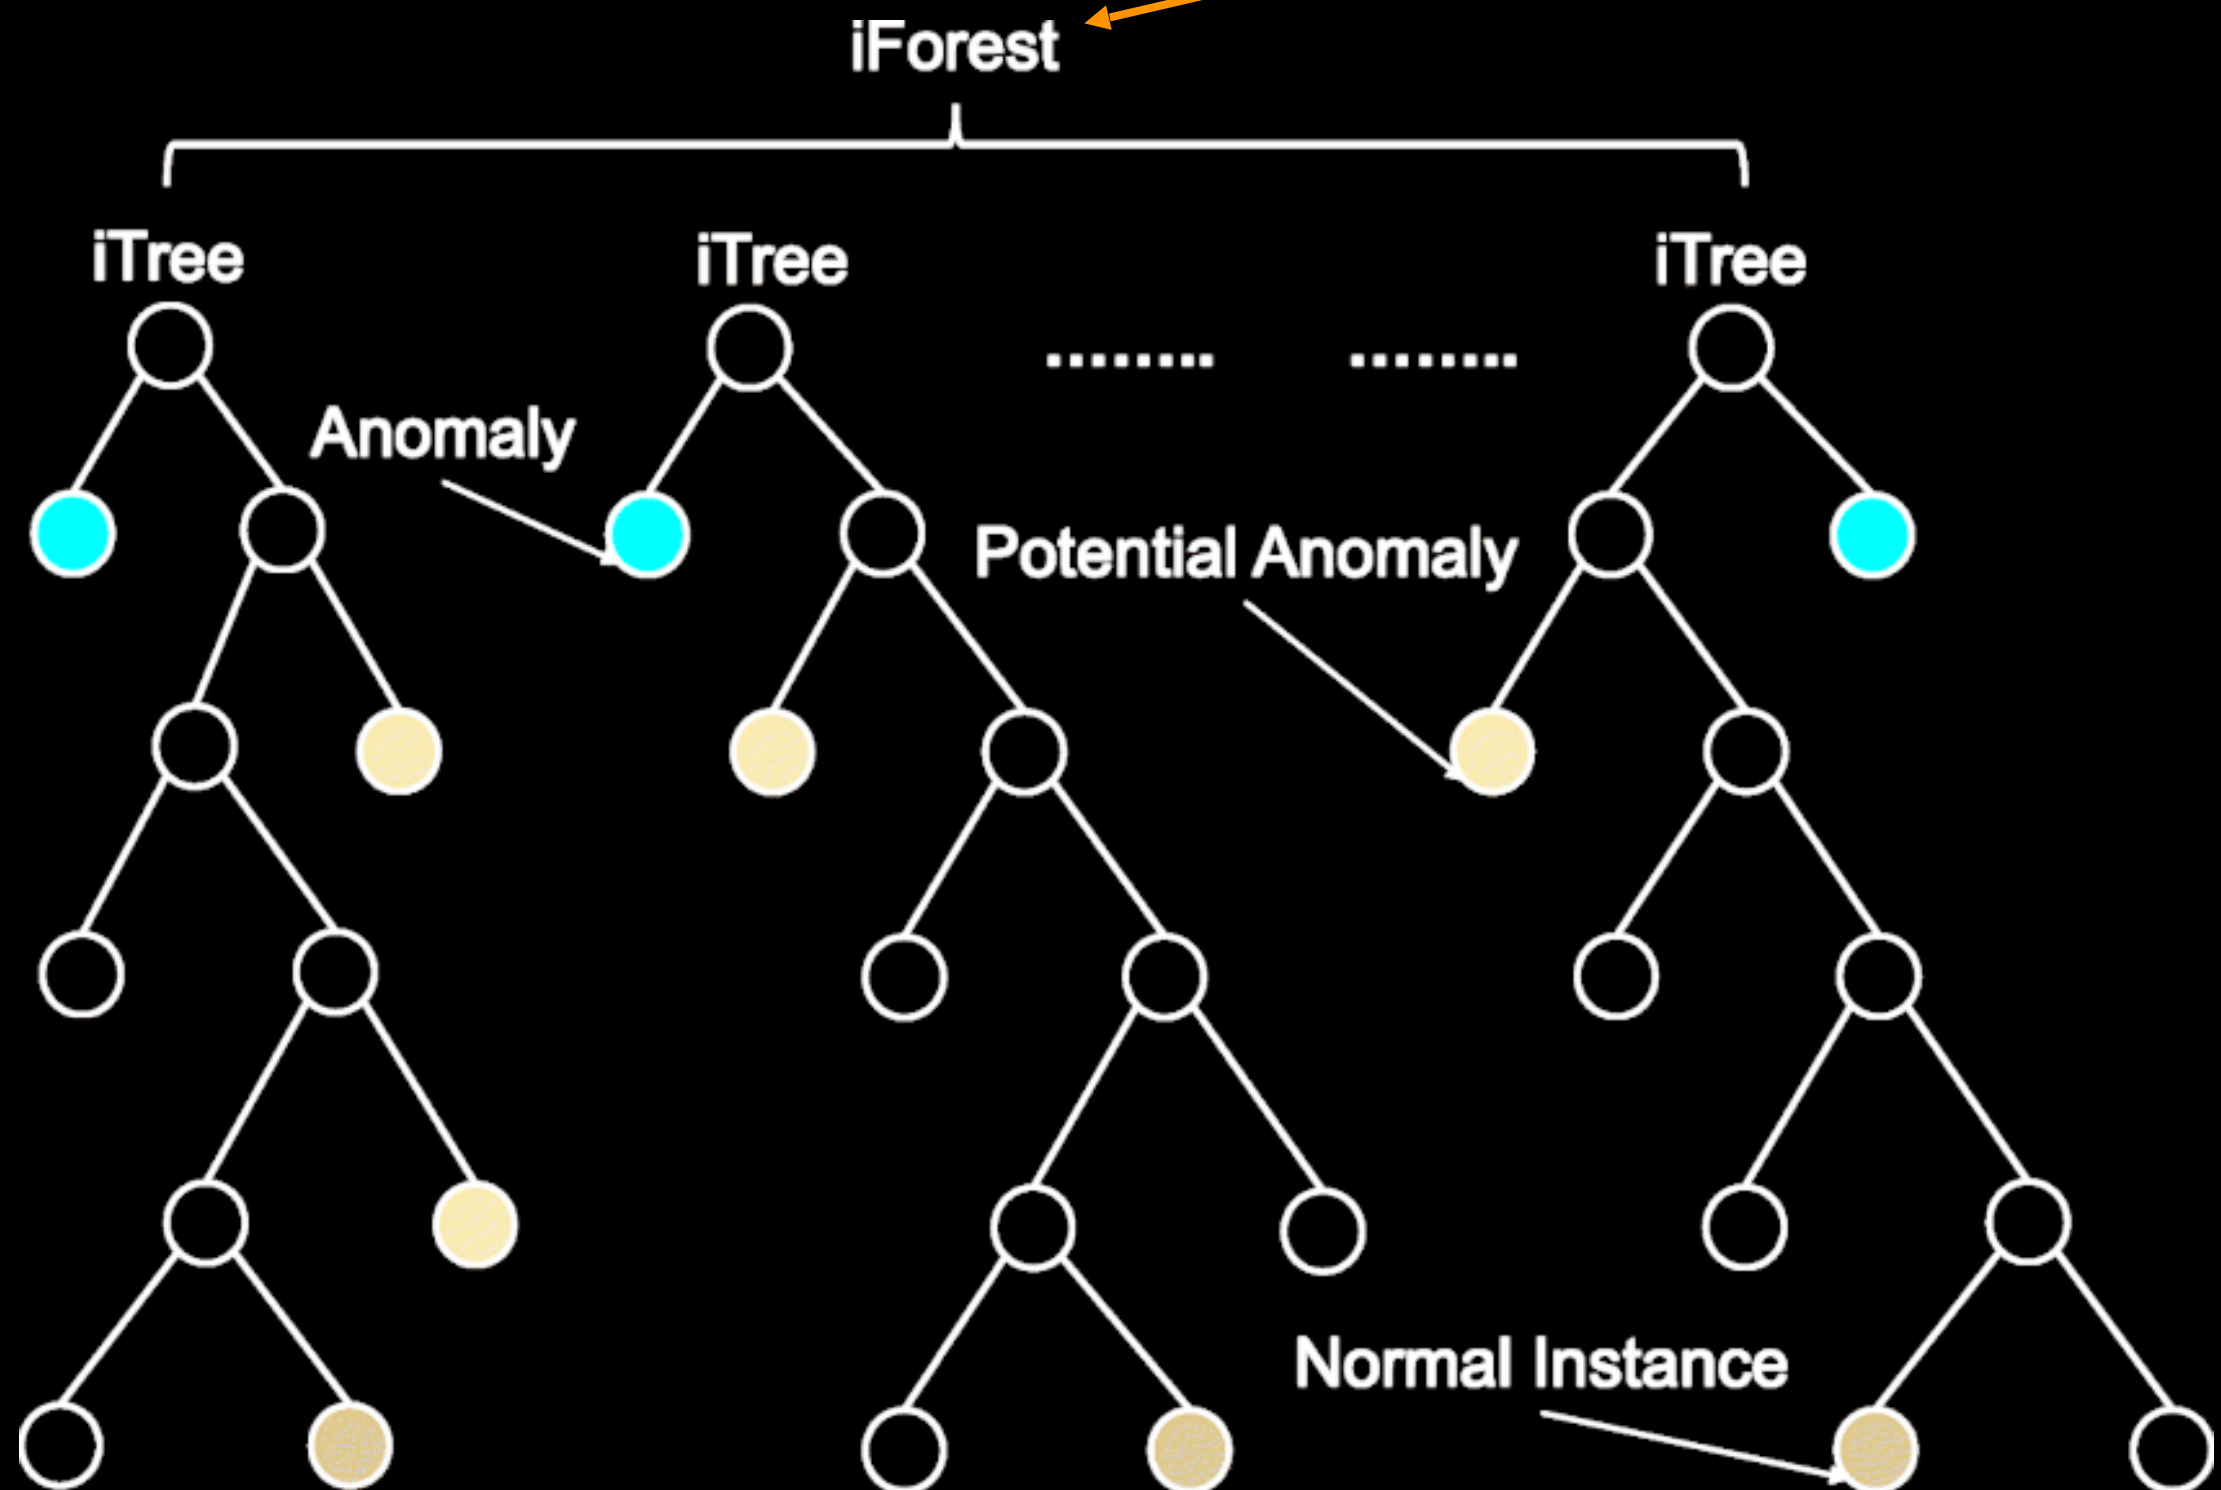 iForest
iTree
iTree
iTree
........
........
Anomaly
Potential Anomaly
Normal Instance